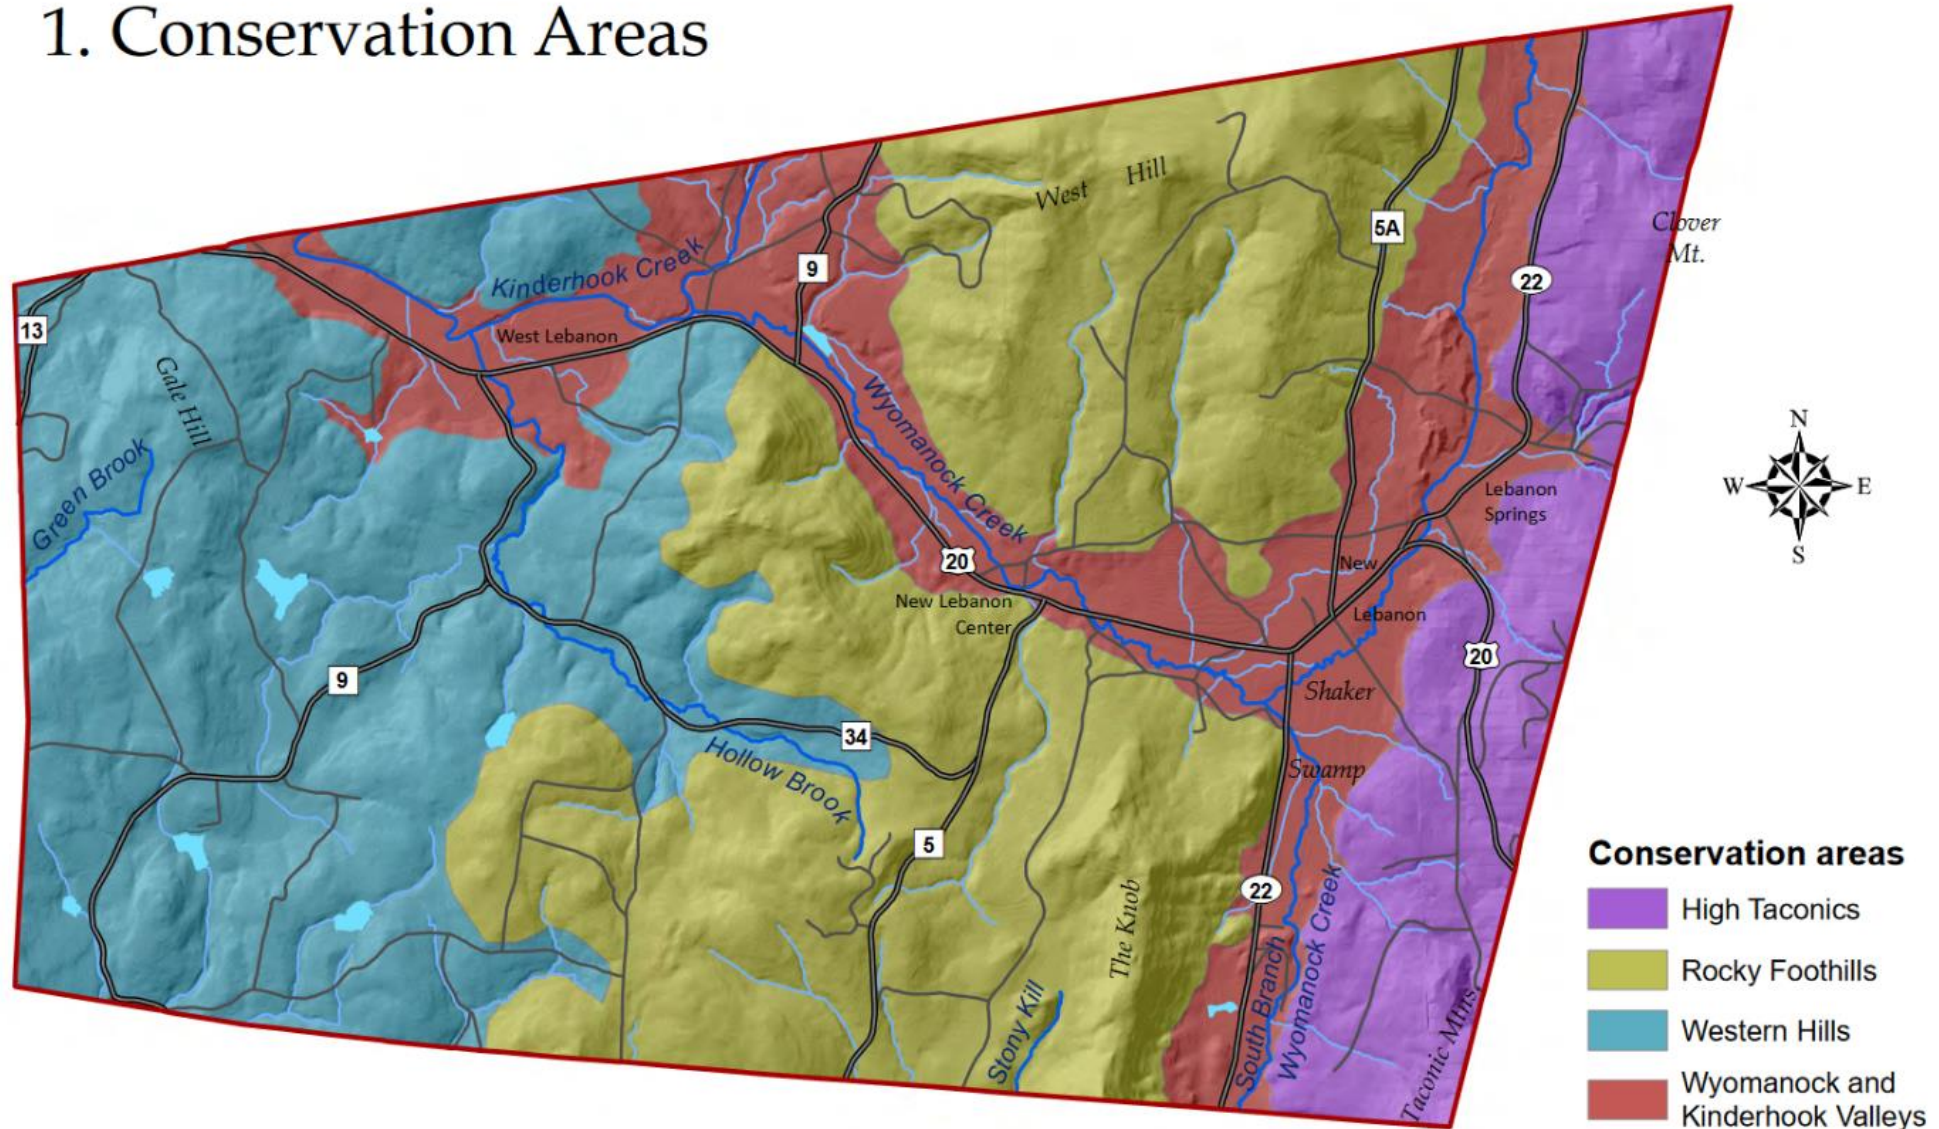 1. Conservation Areas
West Hill
Clover
Mt.
5A
22
9
Kinderhook Creek
West Lebanon
13
Gale Hill
Green Brook
Wyomanock Creek
Lebanon
Springs
20
New
Lebanon
New Lebanon
Center
20
9
Shaker
Swamp
34
Hollow Brook
5
22
The Knob
Stony Kill
South Branch
Wyomanock Creek
Taconic Mtns.
N
W
E
S
Conservation areas
High Taconics
Rocky Foothills
Western Hills
Wyomanock and
Kinderhook Valleys